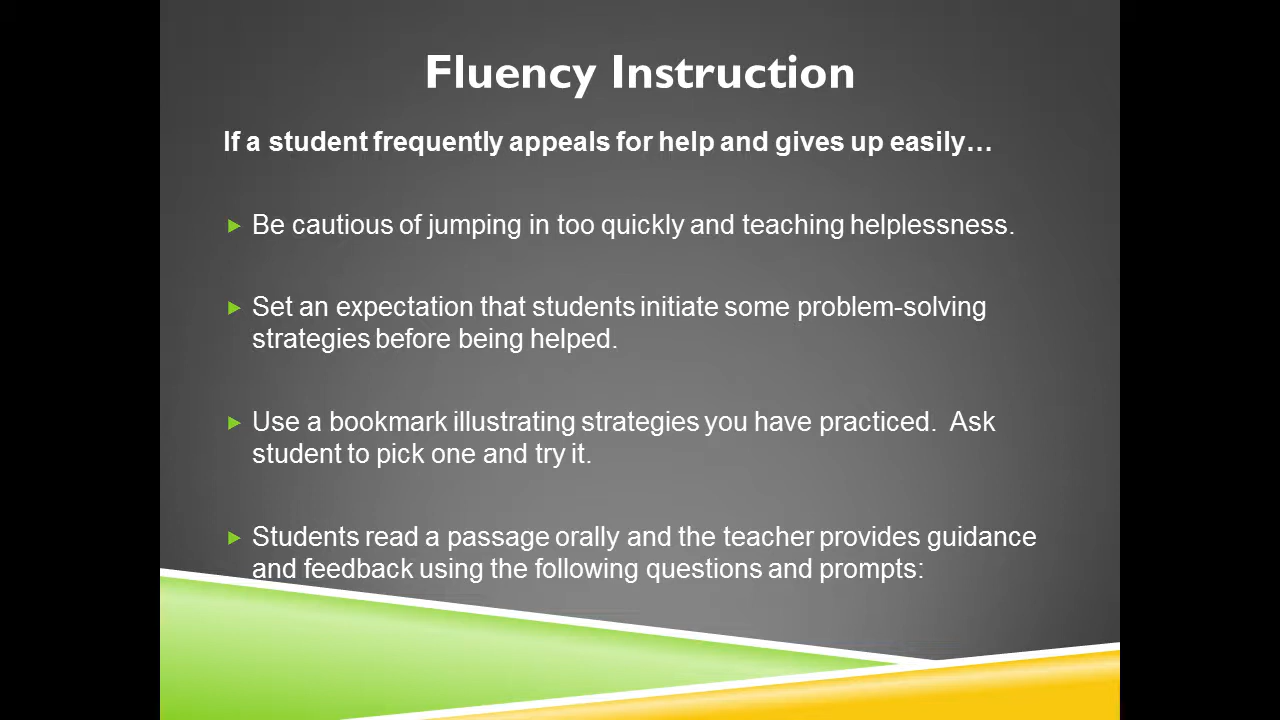 Fluency Instruction
If a student frequently appeals for help and gives up easily…
Be cautious of jumping in too quickly and teaching helplessness.
Set an expectation that students initiate some problem-solving
strategies before being helped.
Use a bookmark illustrating strategies you have practiced.  Ask
student to pick one and try it.
Students read a passage orally and the teacher provides guidance
and feedback using the following questions and prompts: